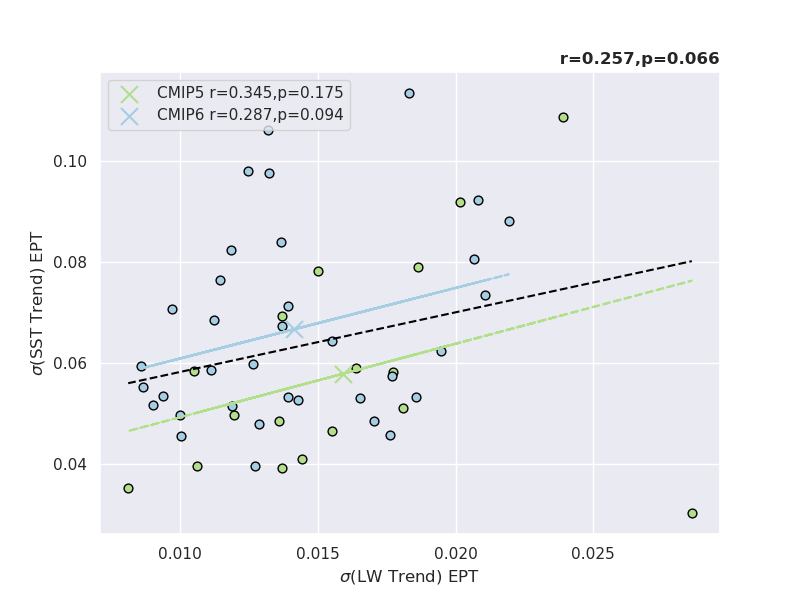 r=0.257,p=0.066
CMIP5 r=0.345,p=0.175
CMIP6 r=0.287,p=0.094
0.10
0.08
0.06
0.04
σ(SST Trend) EPT
0.010 0.015 0.020 0.025
σ(LW Trend) EPT